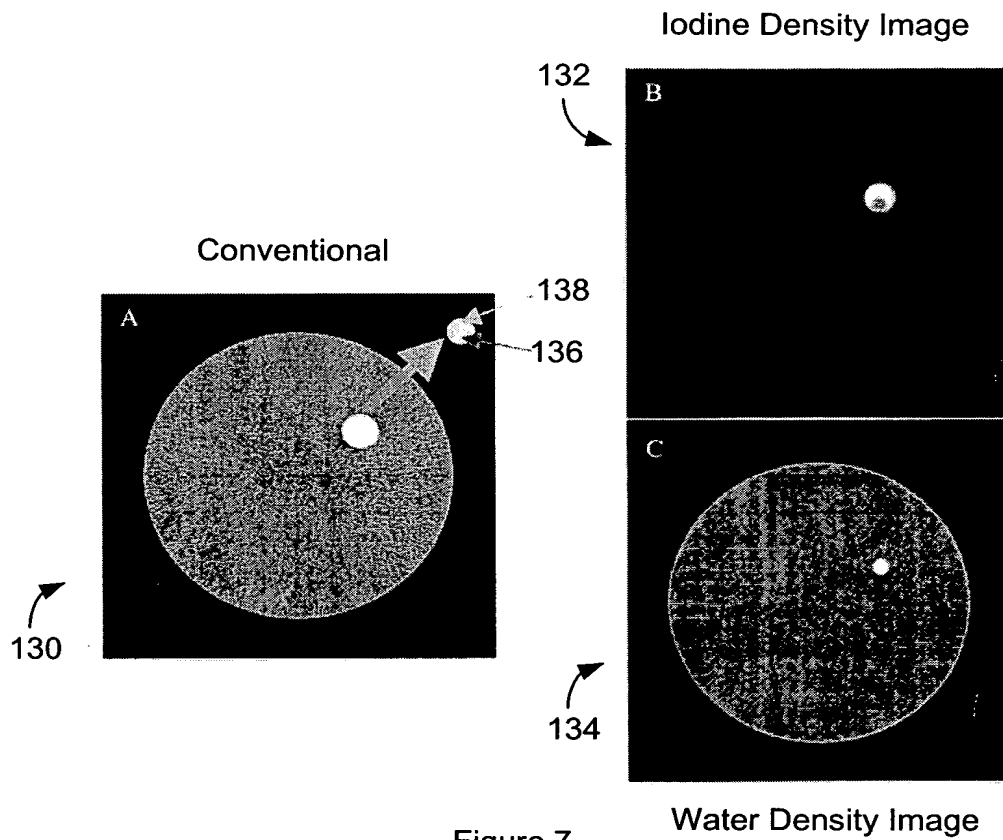 Iodine Density Image
132
B
Conventional
A
138
136
130
C
134
Water Density Image
Figure 7